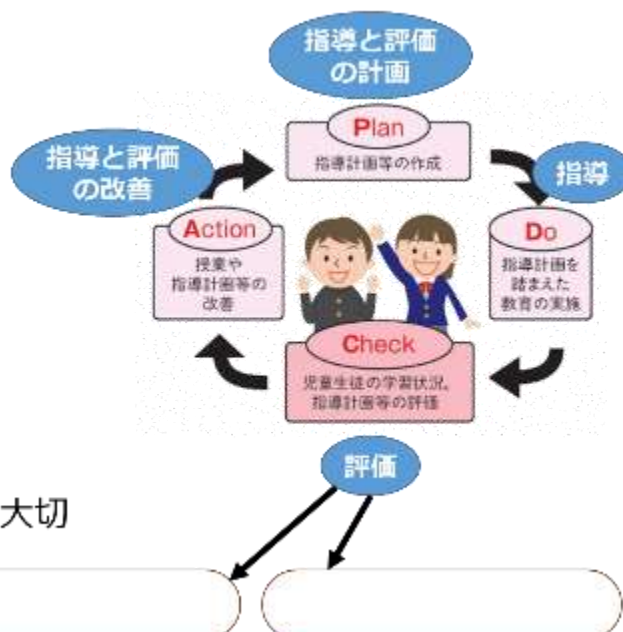 指導と評価
の計画
Plan
指導計画等の作成
指導と評価
の改善
指導
Action
授業や
指導計画等の
改善
Do
指導計画を
踏まえた
教育の実施
Check
児童生徒の学習状況、
指導計画等の評価
評価
大切